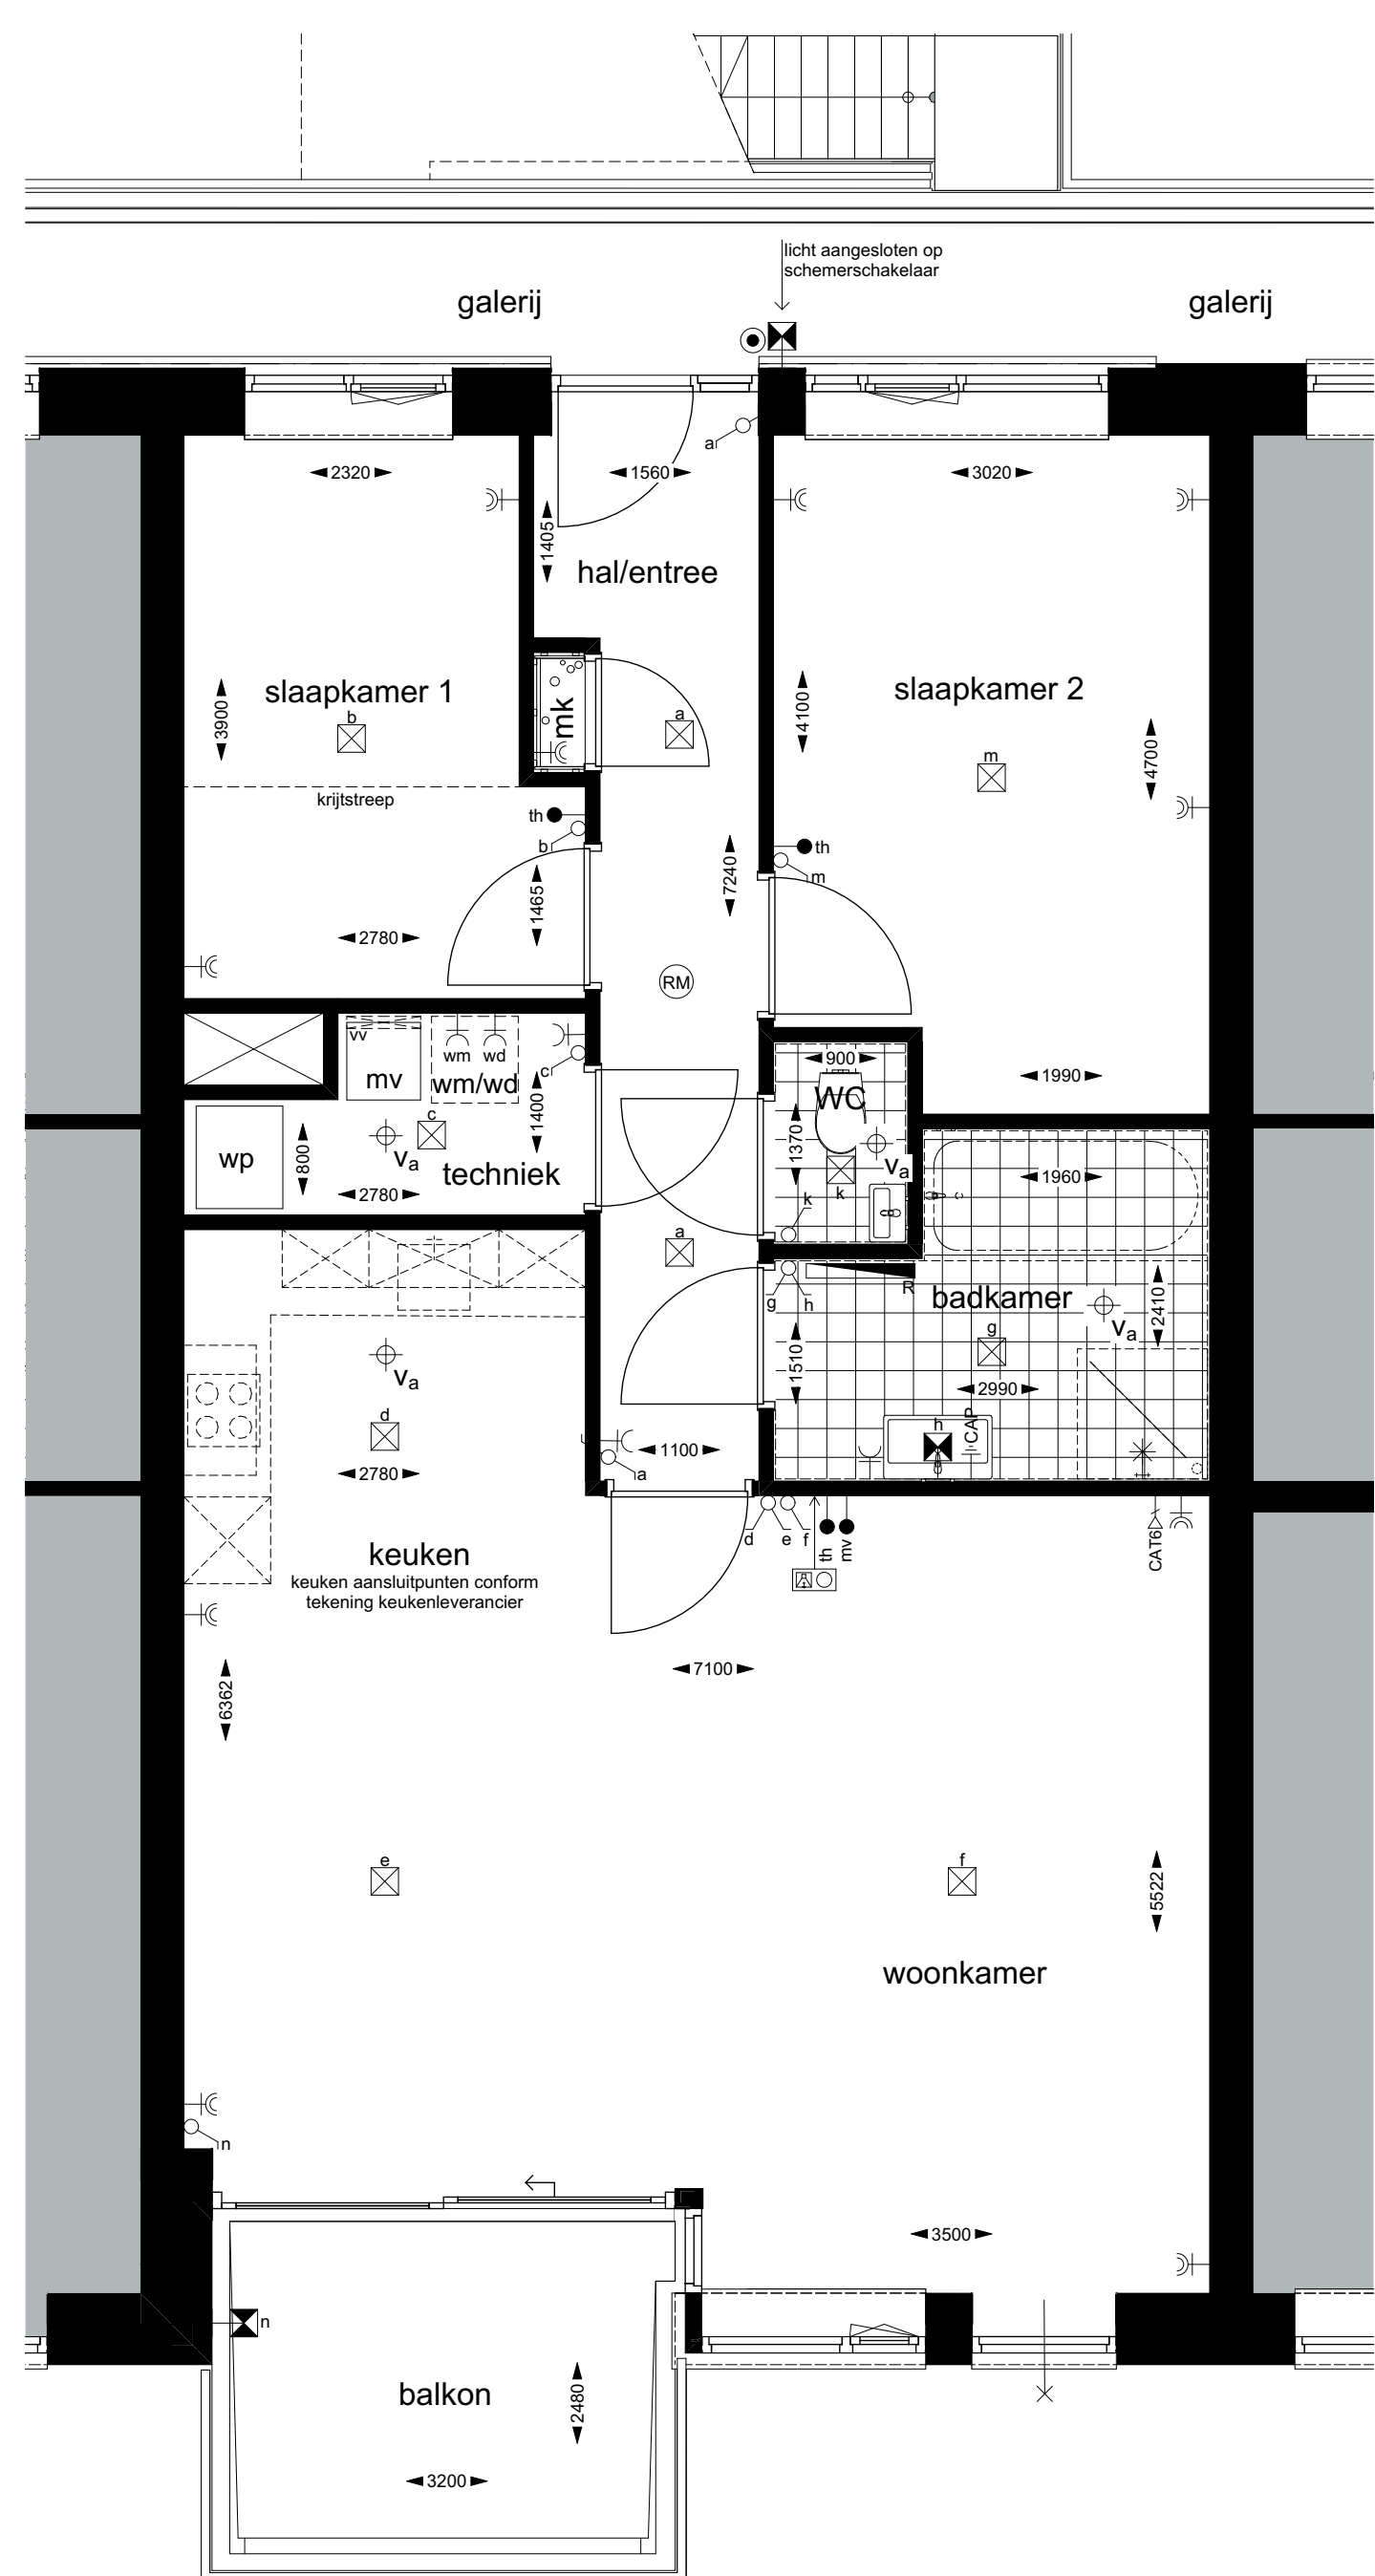 licht aangesloten op
schemerschakelaar
galerij
galerij
a
2320
1560
3020
1405
hal/entree
slaapkamer 1
slaapkamer 2
b
mk
a
3900
4100
4700
m
krijtstreep
th
b
th
m
7240
1465
2780
RM
vv
mv
wm
wd
wm/wd
c
900
1990
WC
c
1400
1370
wp
800
Va
techniek
2780
Va
k
1960
k
a
g
h
R
badkamer
2410
Va
g
1510
2990
Va
d
2780
h
CAP
1100
a
d
e
f
th
mv
CAT6
keuken
keuken aansluitpunten conform
tekening keukenleverancier
7100
6362
e
f
5522
woonkamer
n
3500
n
balkon
2480
3200